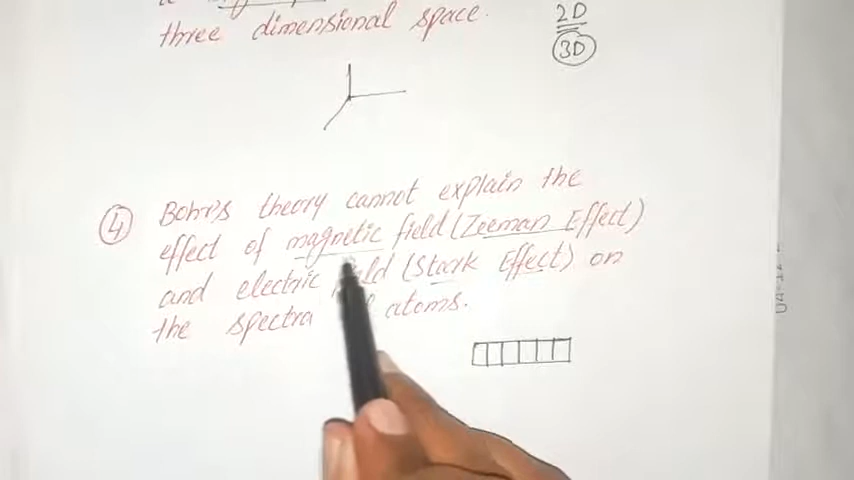 three dimensional space.
2D
3D
④ Bohr's theory cannot explain the
effect of magnetic field (Zeeman Effect)
and electric field (Stark Effect) on
the spectra atoms.